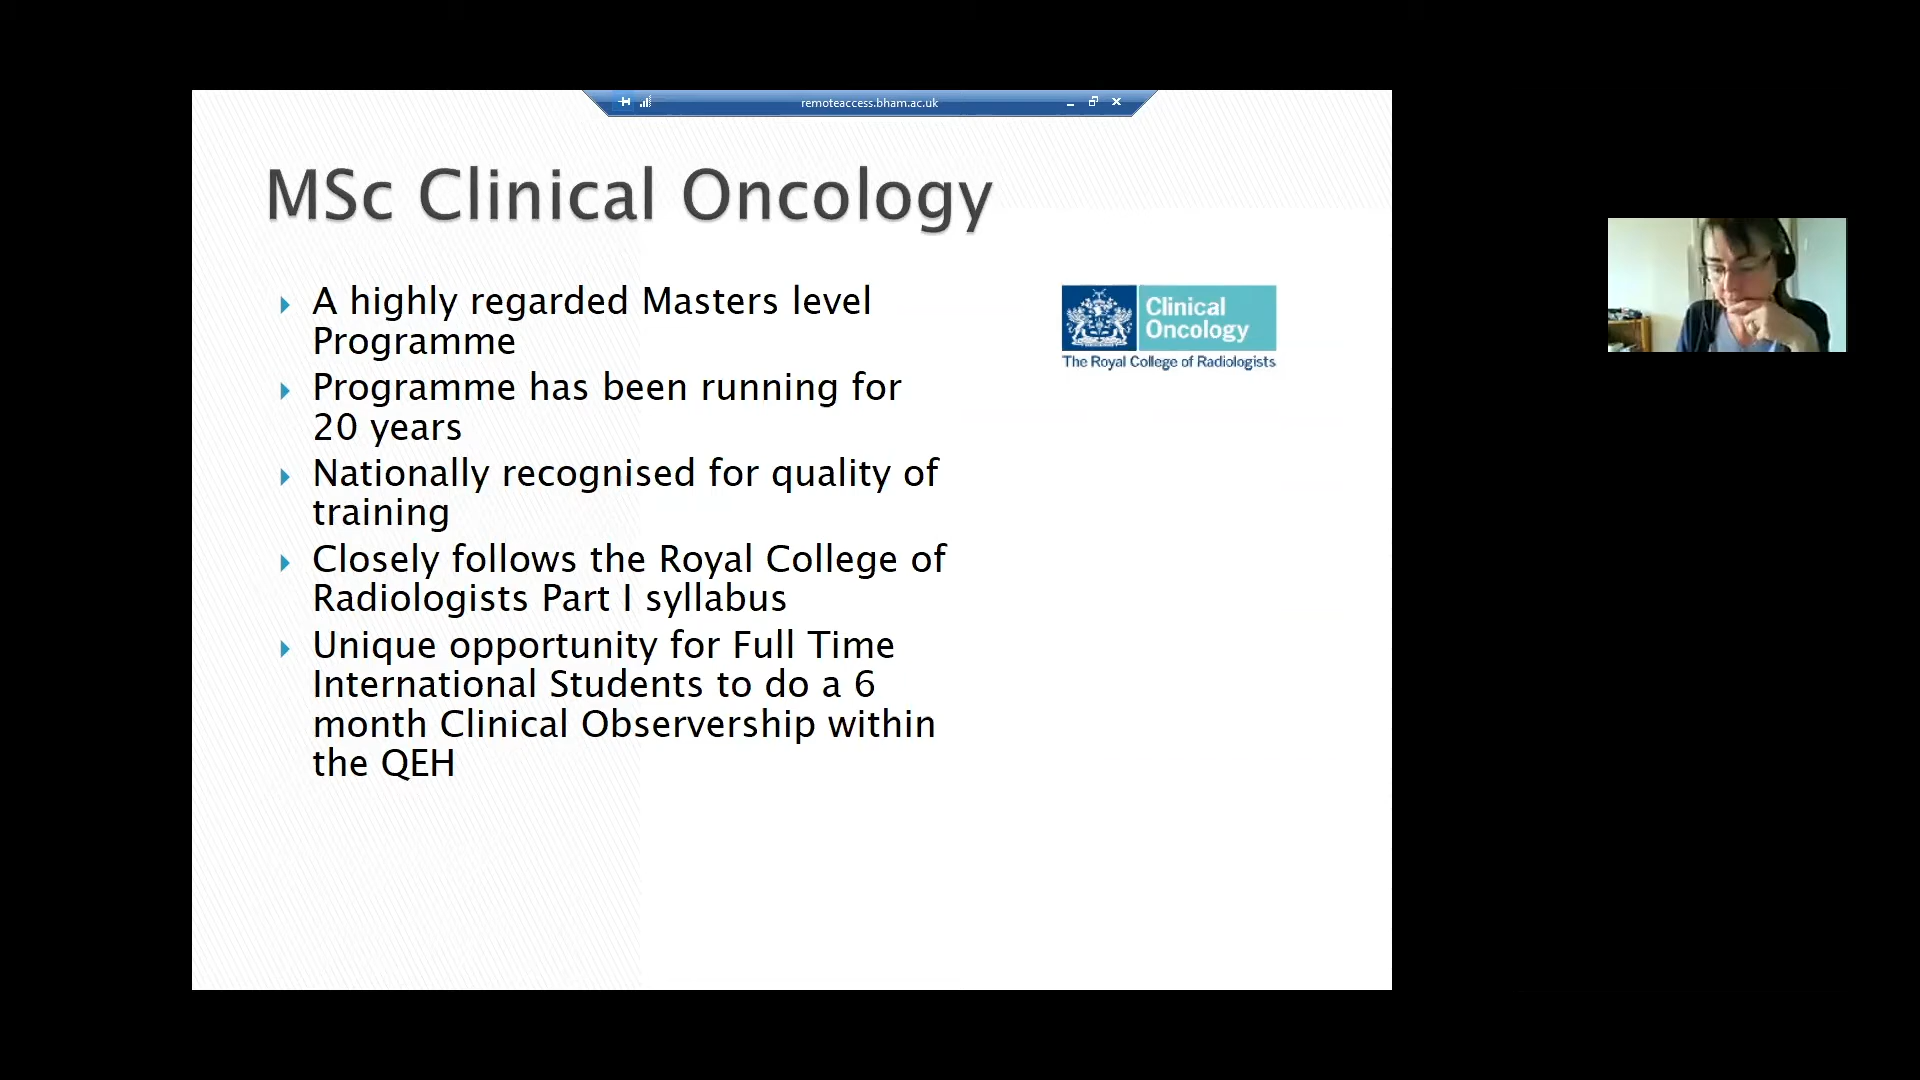 remoteaccess.bham.ac.uk
MSc Clinical Oncology
A highly regarded Masters level
Programme
Programme has been running for
20 years
Nationally recognised for quality of
training
Closely follows the Royal College of
Radiologists Part I syllabus
Unique opportunity for Full Time
International Students to do a 6
month Clinical Observership within
the QEH
Clinical
Oncology
The Royal College of Radiologists